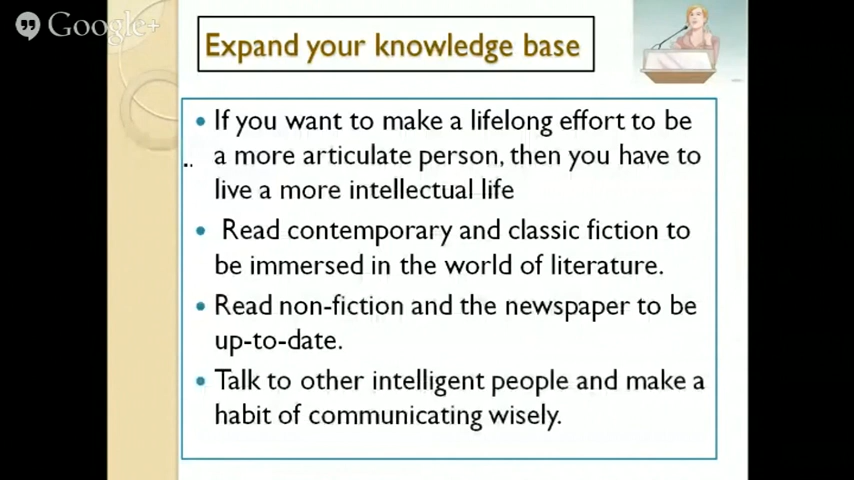 Google+
Expand your knowledge base
• If you want to make a lifelong effort to be
a more articulate person, then you have to
live a more intellectual life
• Read contemporary and classic fiction to
be immersed in the world of literature.
• Read non-fiction and the newspaper to be
up-to-date.
• Talk to other intelligent people and make a
habit of communicating wisely.